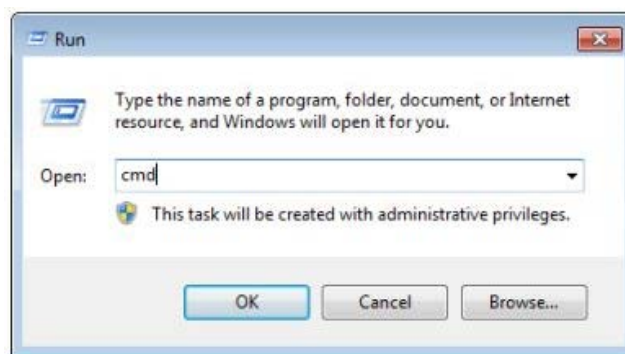 Run
Type the name of a program, folder, document, or Internet
resource, and Windows will open it for you.
Open: cmd
This task will be created with administrative privileges.
OK Cancel Browse...